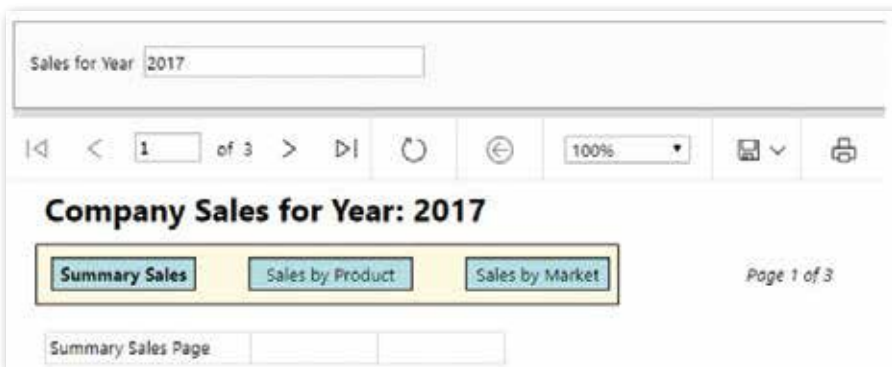 Sales for Year 2017
1 of 3 100%
Company Sales for Year: 2017
Summary Sales Sales by Product Sales by Market Page 1 of 3
Summary Sales Page